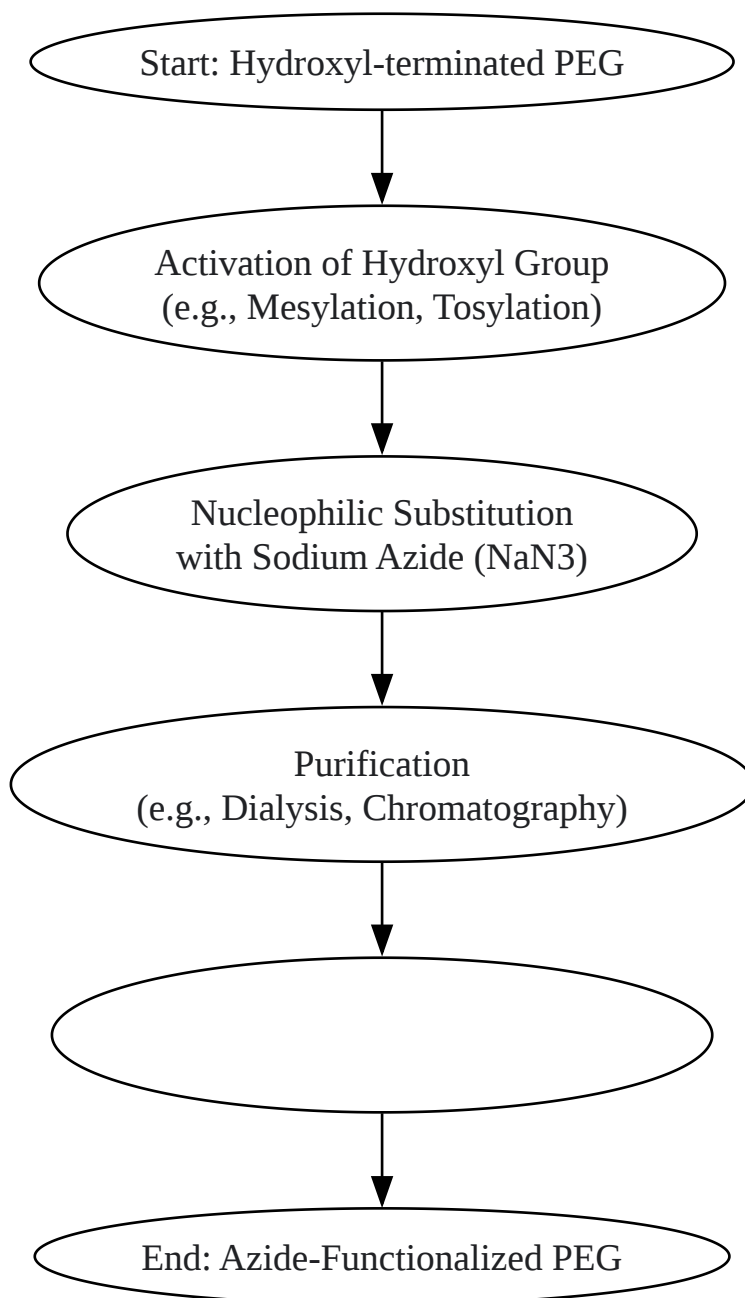 Start: Hydroxyl-terminated PEG
Activation of Hydroxyl Group
(e.g., Mesylation, Tosylation)
Nucleophilic Substitution
with Sodium Azide (NaN3)
Purification
(e.g., Dialysis, Chromatography)
End: Azide-Functionalized PEG